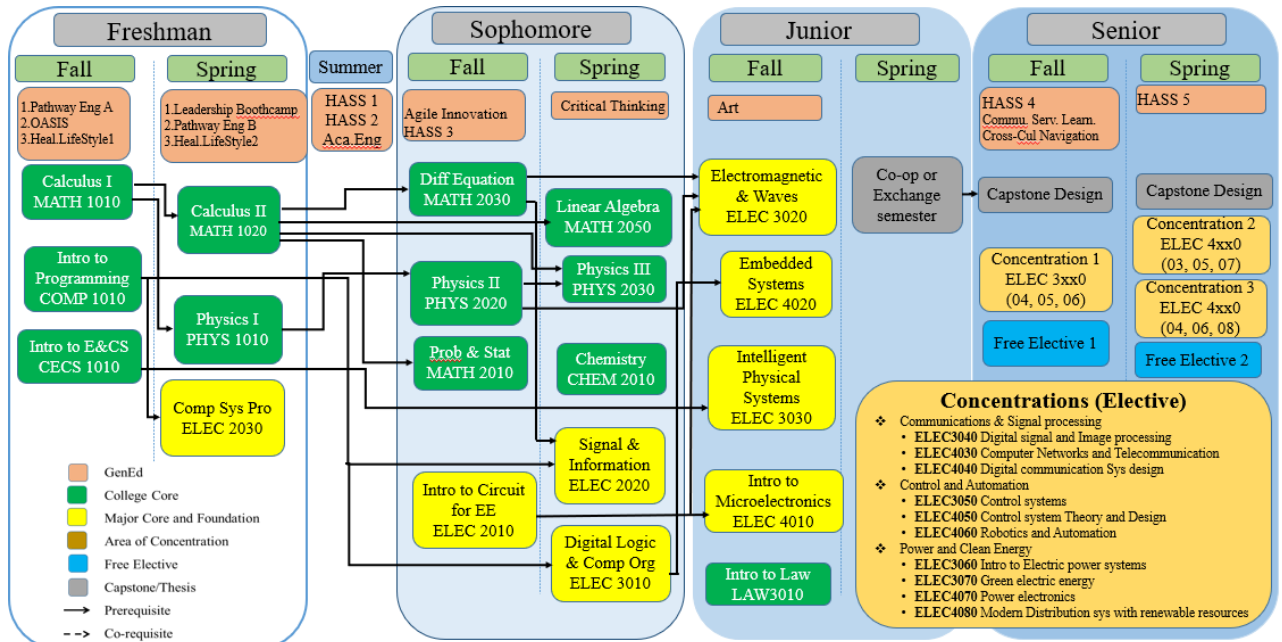 Freshman
Sophomore
Junior
Senior
Fall
Spring
Summer
Fall
Spring
Fall
Spring
Fall
Spring
1.Pathway Eng A
2.OASIS
3.Heal.LifeStyle1
1.Leadership Boothcamp
2.Pathway Eng B
3.Heal.LifeStyle2
HASS 1
HASS 2
Aca.Eng
Agile Innovation
HASS 3
Critical Thinking
Art
HASS 4
Commu. Serv. Learn.
Cross-Cul Navigation
HASS 5
Calculus I
MATH 1010
Intro to
Programming
COMP 1010
Intro to E&CS
CECS 1010
Calculus II
MATH 1020
Physics I
PHYS 1010
Comp Sys Pro
ELEC 2030
Diff Equation
MATH 2030
Physics II
PHYS 2020
Prob & Stat
MATH 2010
Intro to Circuit
for EE
ELEC 2010
Linear Algebra
MATH 2050
Physics III
PHYS 2030
Chemistry
CHEM 2010
Signal &
Information
ELEC 2020
Digital Logic
& Comp Org
ELEC 3010
Electromagnetic
& Waves
ELEC 3020
Embedded
Systems
ELEC 4020
Intelligent
Physical
Systems
ELEC 3030
Intro to
Microelectronics
ELEC 4010
Intro to Law
LAW3010
Co-op or
Exchange
semester
Capstone Design
Concentration 1
ELEC 3xx0
(04, 05, 06)
Free Elective 1
Capstone Design
Concentration 2
ELEC 4xx0
(03, 05, 07)
Concentration 3
ELEC 4xx0
(04, 06, 08)
Free Elective 2
GenEd
College Core
Major Core and Foundation
Area of Concentration
Free Elective
Capstone/Thesis
Prerequisite
Co-requisite
Concentrations (Elective)
❖ Communications & Signal processing
• ELEC3040 Digital signal and Image processing
• ELEC4030 Computer Networks and Telecommunication
• ELEC4040 Digital communication Sys design
❖ Control and Automation
• ELEC3050 Control systems
• ELEC4050 Control system Theory and Design
• ELEC4060 Robotics and Automation
❖ Power and Clean Energy
• ELEC3060 Intro to Electric power systems
• ELEC3070 Green electric energy
• ELEC4070 Power electronics
• ELEC4080 Modern Distribution sys with renewable resources